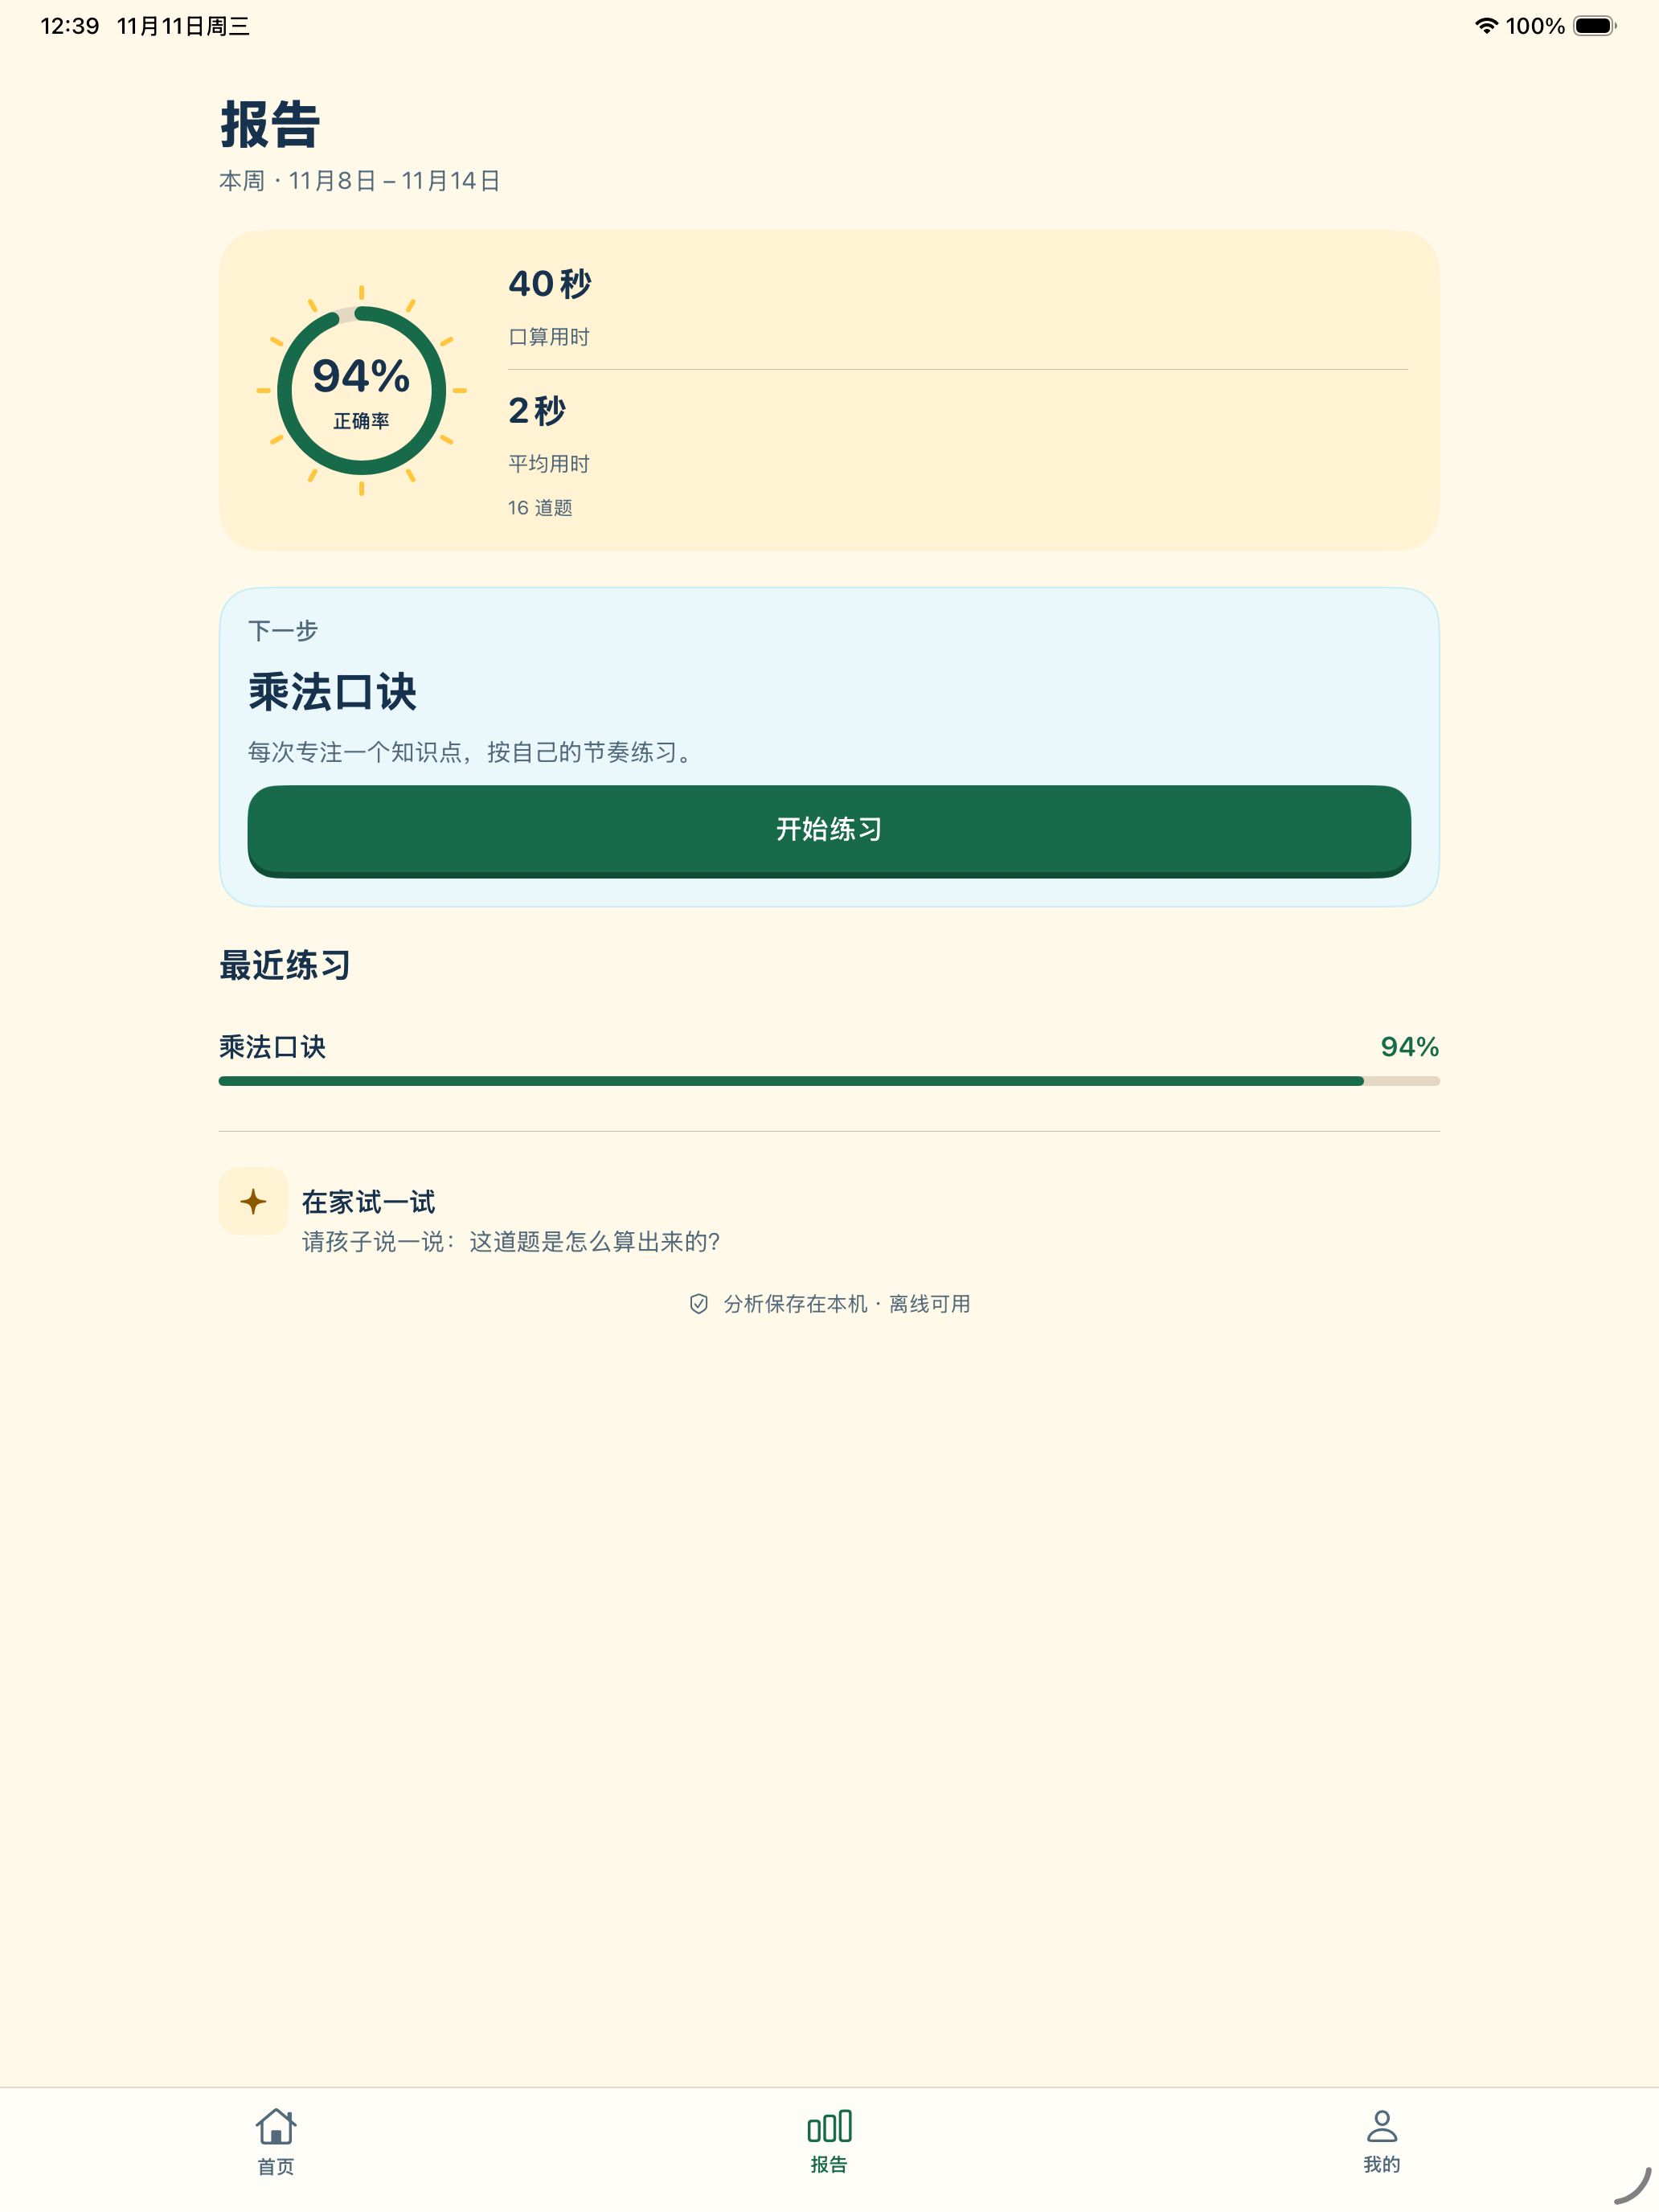 12:39 11月11日周三
100%
报告
本周 · 11月8日 – 11月14日
94%
正确率
40 秒
口算用时
2 秒
平均用时
16 道题
下一步
乘法口诀
每次专注一个知识点，按自己的节奏练习。
开始练习
最近练习
乘法口诀 94%
在家试一试
请孩子说一说：这道题是怎么算出来的?
分析保存在本机 · 离线可用
首页
报告
我的